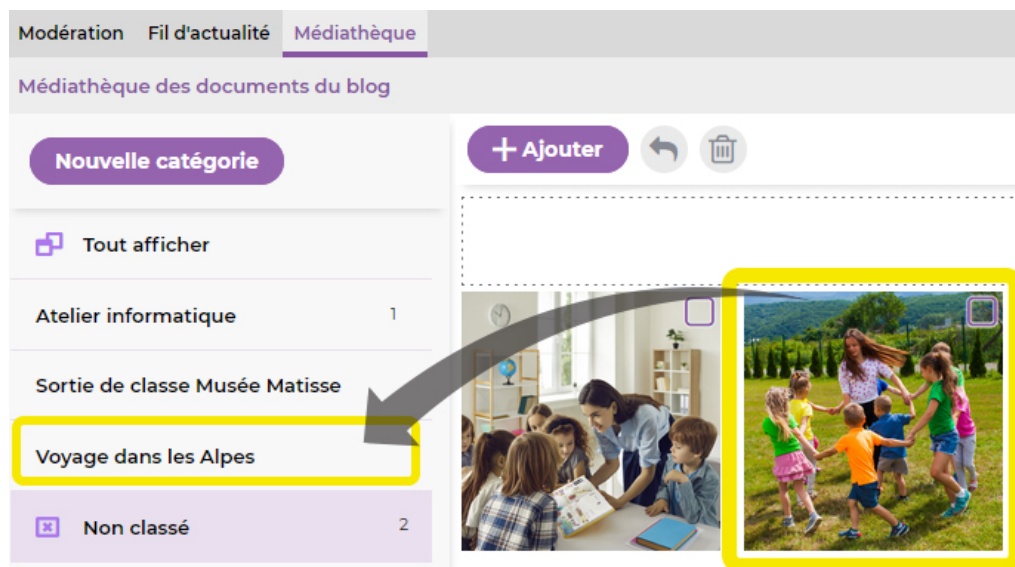 Modération Fil d'actualité Médiathèque
Médiathèque des documents du blog
Nouvelle catégorie
+ Ajouter
Tout afficher
Atelier informatique 1
Sortie de classe Musée Matisse
Voyage dans les Alpes
Non classé 2